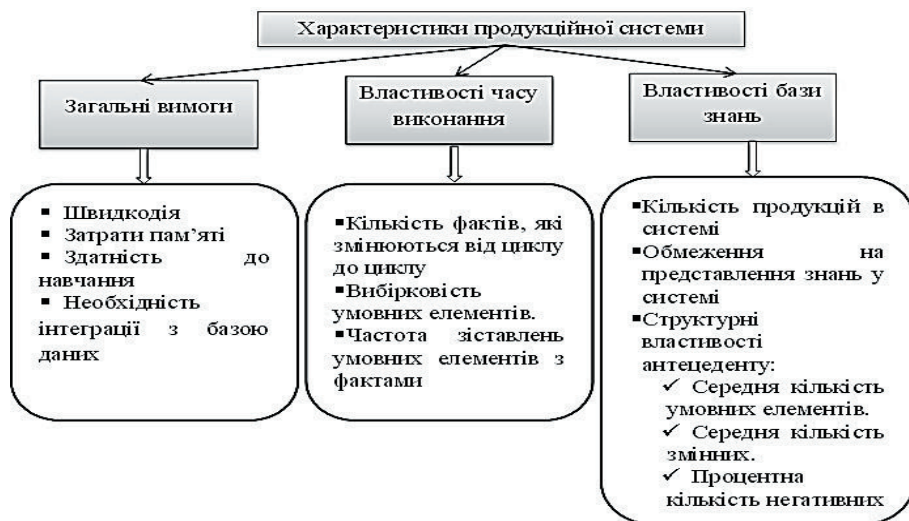 Характеристики продукційної системи
Загальні вимоги
Властивості часу
виконання
Властивості бази
знань
▪ Швидкодія
▪ Затрати пам’яті
▪ Здатність до
навчання
▪ Необхідність
інтеграції з базою
даних
▪Кількість фактів, які
змінюються від циклу
до циклу
▪Вибірковість
умовних елементів.
▪Частота зіставлень
умовних елементів з
фактами
▪Кількість продукцій в
системі
▪Обмеження на
представлення знань у
системі
▪Структурні
властивості
антецеденту:
✓ Середня кількість
умовних елементів.
✓ Середня кількість
змінних.
✓ Процентна
кількість негативних